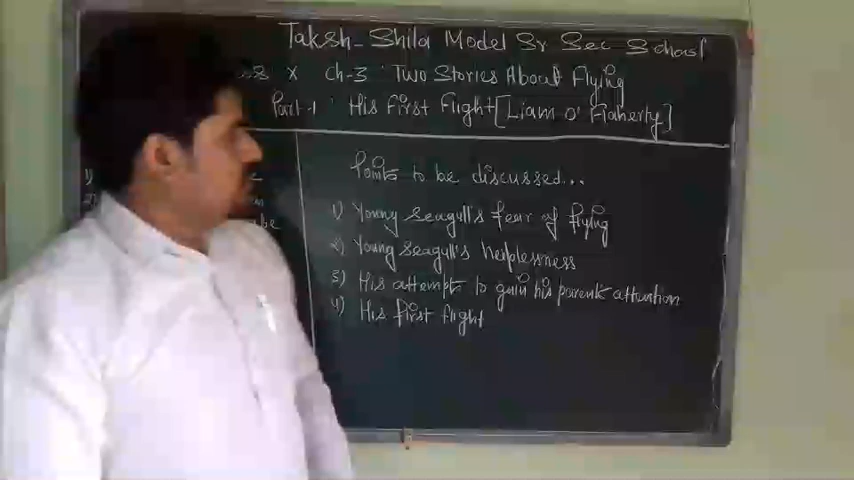 Taksh-Shila Model Sr Sec School
X Ch-3 : Two Stories About Flying
Part-1 : His First Flight [Liam O' Flaherty]
Points to be discussed...
1)
2)
1) Young seagull's fear of flying
2) Young seagull's helplessness
3) His attempt to gain his parent's attention
4) His first flight